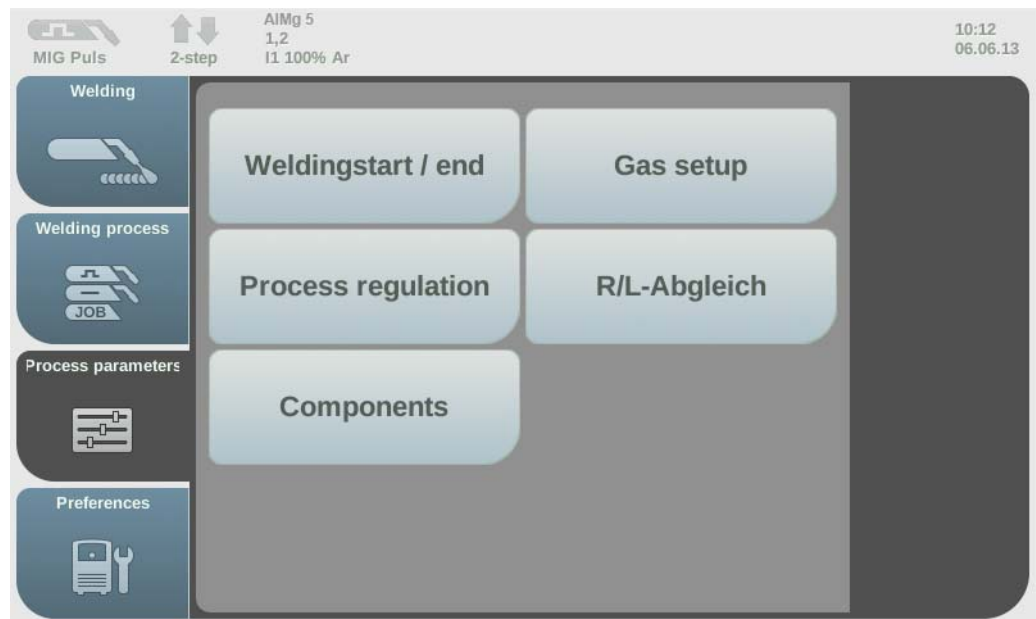 AlMg 5
1,2
I1 100% Ar
MIG Puls
2-step
10:12
06.06.13
Welding
Welding process
JOB
Process parameters
Preferences
Weldingstart / end
Gas setup
Process regulation
R/L-Abgleich
Components